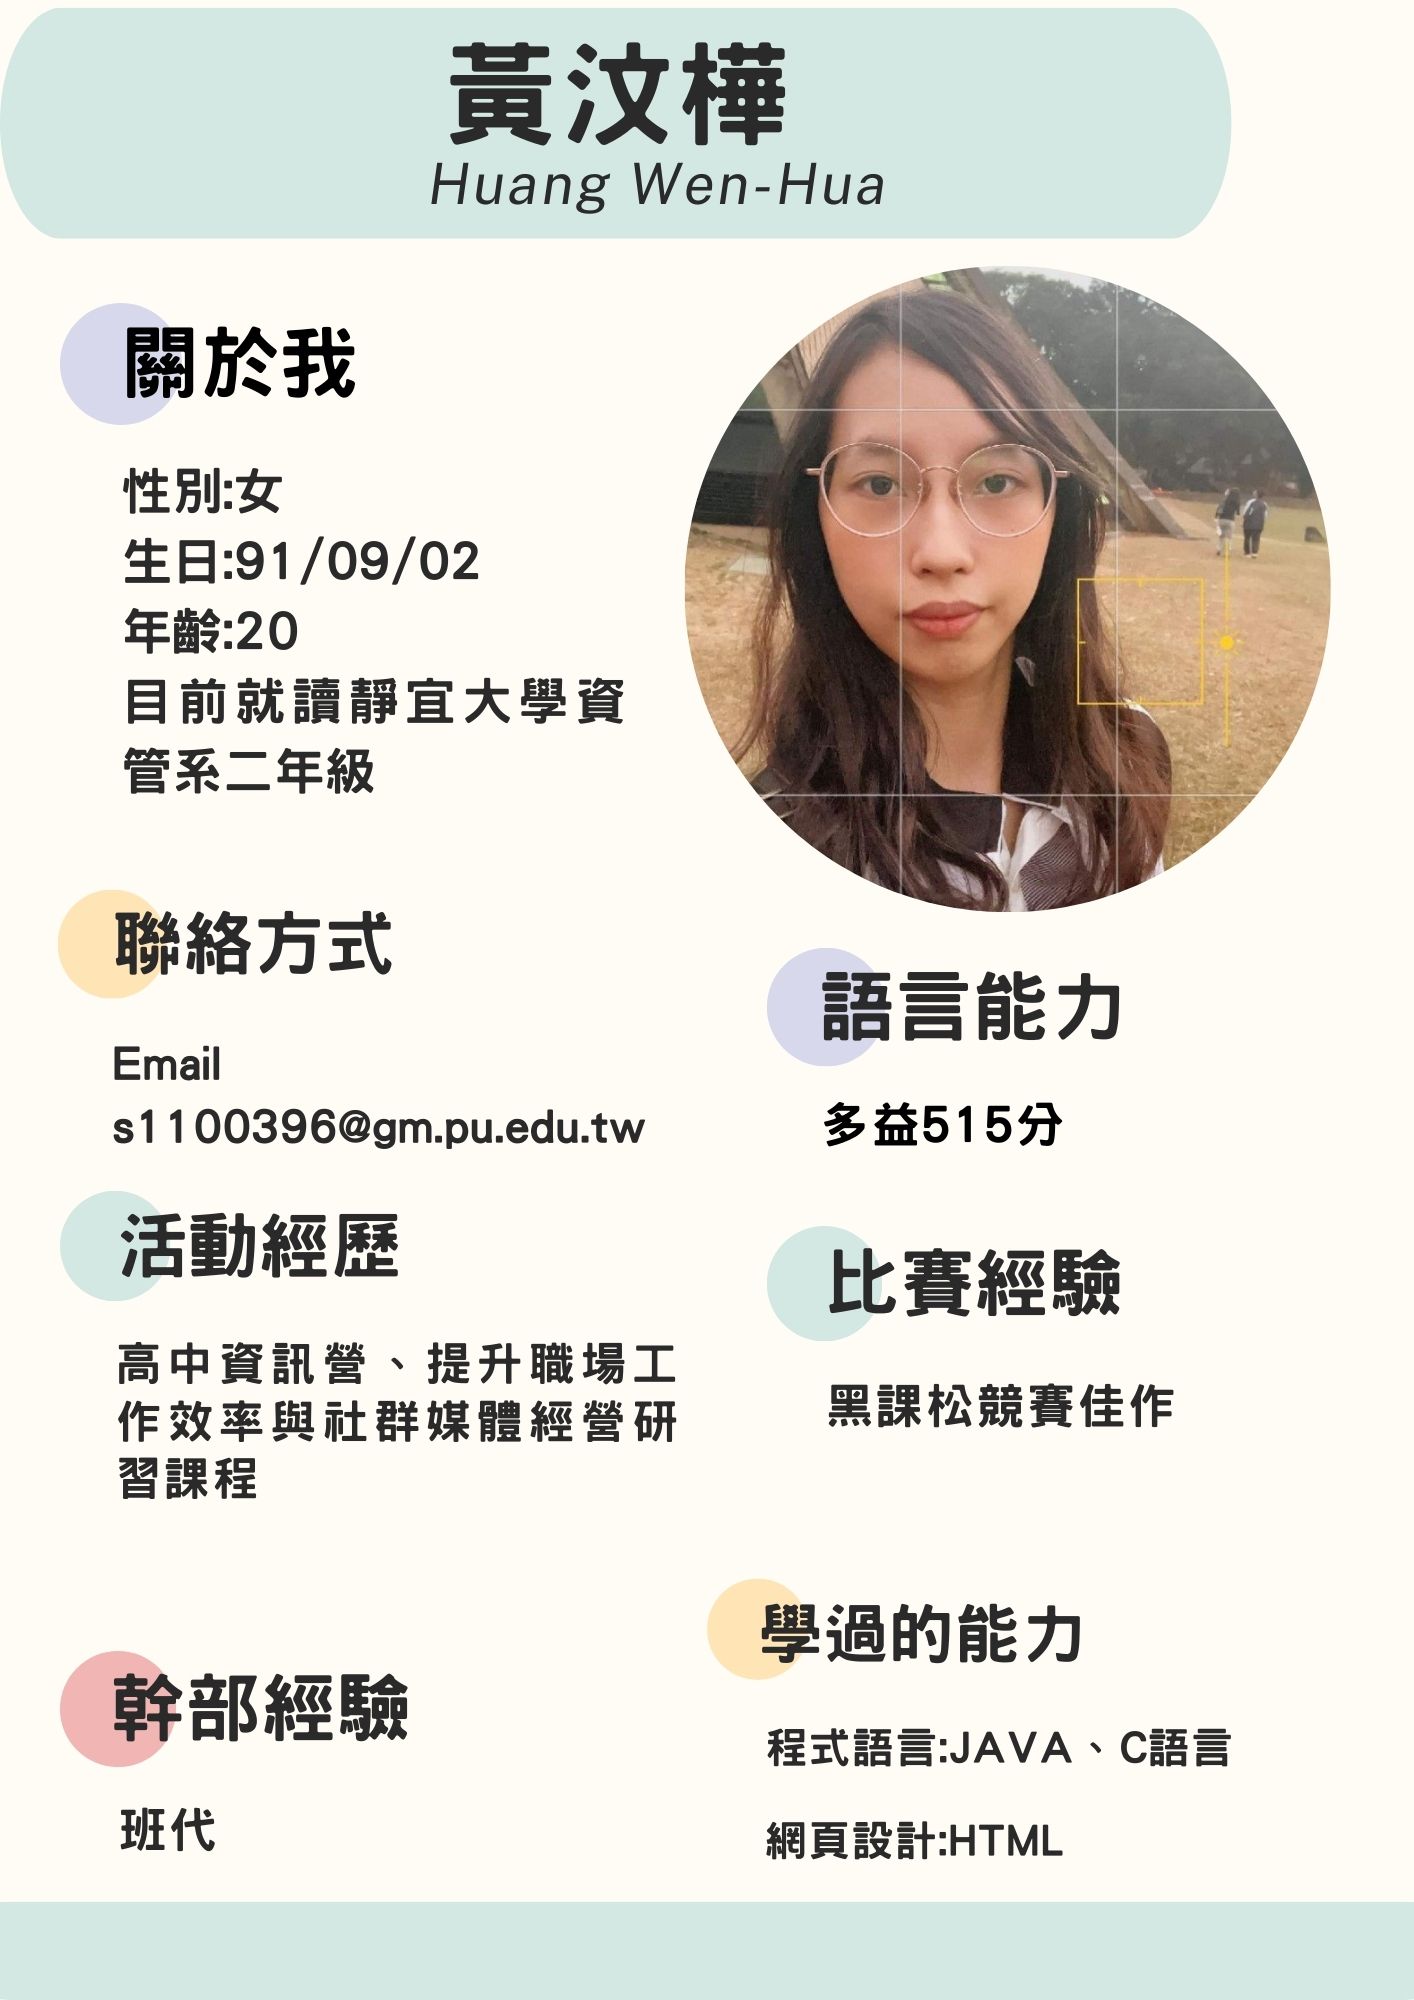 黃汶樺
Huang Wen-Hua
關於我
性別:女
生日:91/09/02
年齡:20
目前就讀靜宜大學資
管系二年級
聯絡方式
Email
s1100396@gm.pu.edu.tw
語言能力
多益515分
活動經歷
高中資訊營、提升職場工
作效率與社群媒體經營研
習課程
比賽經驗
黑課松競賽佳作
幹部經驗
班代
學過的能力
程式語言:JAVA、C語言
網頁設計:HTML